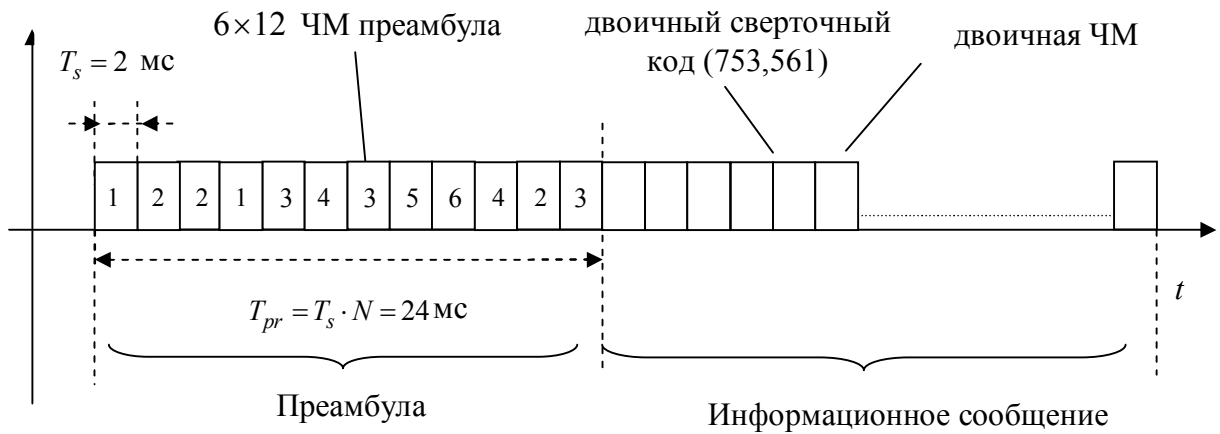 6×12 ЧМ преамбула
двоичный сверточный
код (753,561)
двоичная ЧМ
T_s = 2 мс
1 2 2 1 3 4 3 5 6 4 2 3
T_pr = T_s · N = 24 мс
t
Преамбула
Информационное сообщение